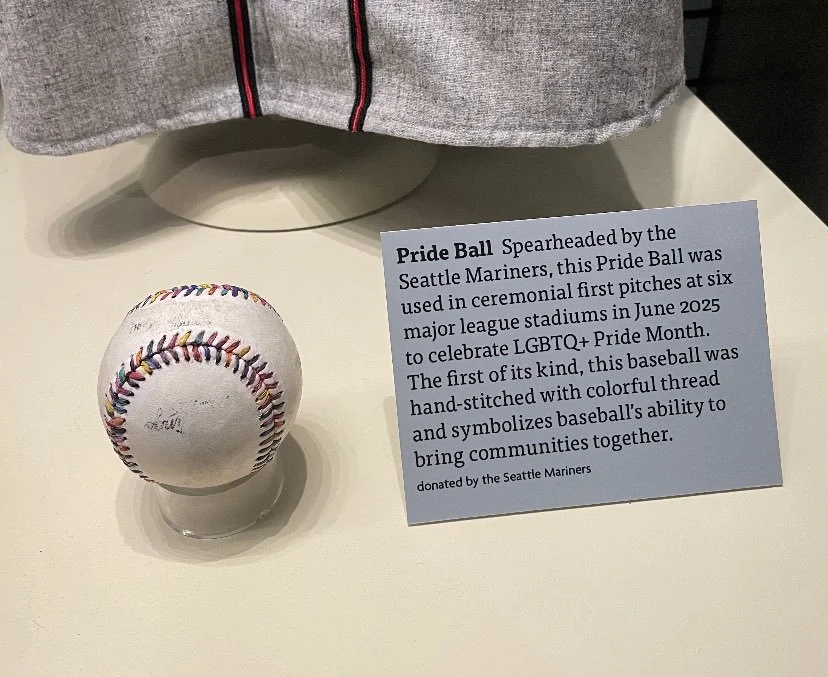 Pride Ball Spearheaded by the
Seattle Mariners, this Pride Ball was
used in ceremonial first pitches at six
major league stadiums in June 2025
to celebrate LGBTQ+ Pride Month.
The first of its kind, this baseball was
hand-stitched with colorful thread
and symbolizes baseball's ability to
bring communities together.
donated by the Seattle Mariners